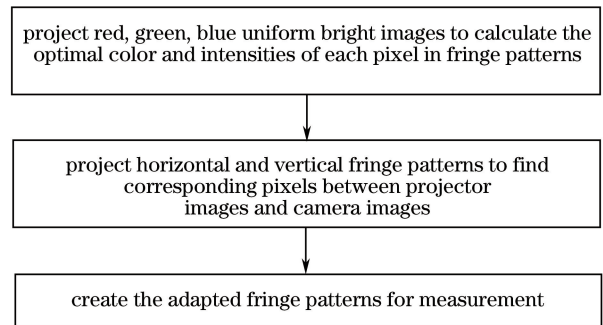 project red, green, blue uniform bright images to calculate the
optimal color and intensities of each pixel in fringe patterns
project horizontal and vertical fringe patterns to find
corresponding pixels between projector
images and camera images
create the adapted fringe patterns for measurement